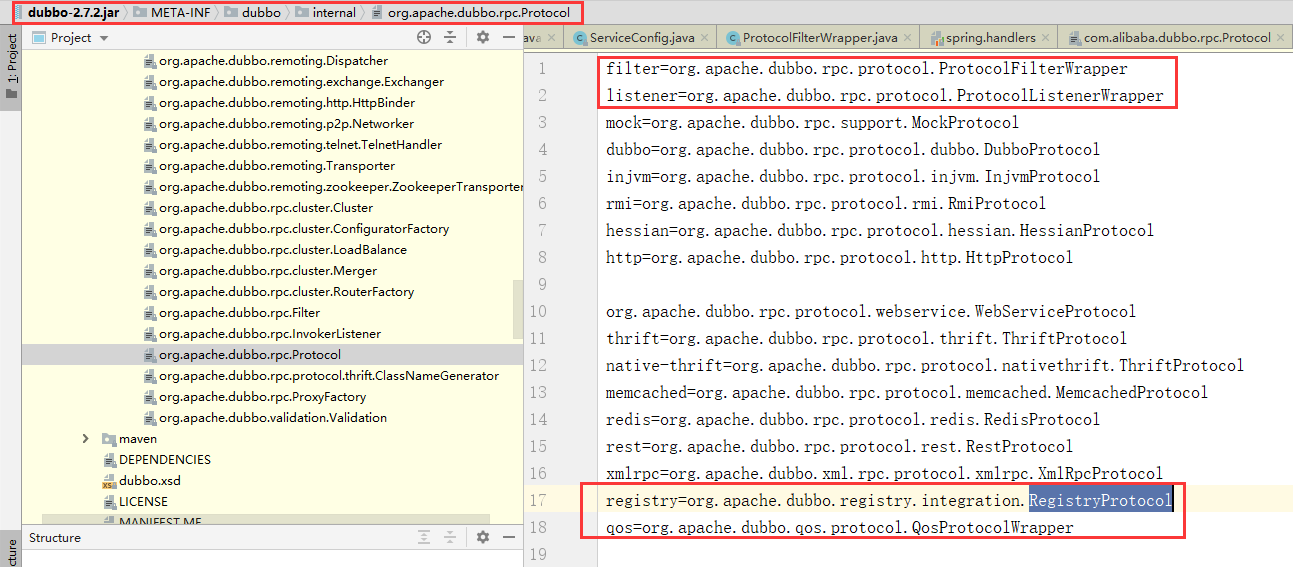 dubbo-2.7.2.jar META-INF dubbo internal org.apache.dubbo.rpc.Protocol
Project
ava ServiceConfig.java ProtocolFilterWrapper.java spring.handlers com.alibaba.dubbo.rpc.Protocol
1: Project
org.apache.dubbo.remoting.Dispatcher
org.apache.dubbo.remoting.exchange.Exchanger
org.apache.dubbo.remoting.http.HttpBinder
org.apache.dubbo.remoting.p2p.Networker
org.apache.dubbo.remoting.telnet.TelnetHandler
org.apache.dubbo.remoting.Transporter
org.apache.dubbo.remoting.zookeeper.ZookeeperTransporter
org.apache.dubbo.rpc.cluster.Cluster
org.apache.dubbo.rpc.cluster.ConfiguratorFactory
org.apache.dubbo.rpc.cluster.LoadBalance
org.apache.dubbo.rpc.cluster.Merger
org.apache.dubbo.rpc.cluster.RouterFactory
org.apache.dubbo.rpc.Filter
org.apache.dubbo.rpc.InvokerListener
org.apache.dubbo.rpc.Protocol
org.apache.dubbo.rpc.protocol.thrift.ClassNameGenerator
org.apache.dubbo.rpc.ProxyFactory
org.apache.dubbo.validation.Validation
maven
DEPENDENCIES
dubbo.xsd
LICENSE
MANIFEST.MF
Structure
cture
1 filter=org.apache.dubbo.rpc.protocol.ProtocolFilterWrapper
2 listener=org.apache.dubbo.rpc.protocol.ProtocolListenerWrapper
3 mock=org.apache.dubbo.rpc.support.MockProtocol
4 dubbo=org.apache.dubbo.rpc.protocol.dubbo.DubboProtocol
5 injvm=org.apache.dubbo.rpc.protocol.injvm.InjvmProtocol
6 rmi=org.apache.dubbo.rpc.protocol.rmi.RmiProtocol
7 hessian=org.apache.dubbo.rpc.protocol.hessian.HessianProtocol
8 http=org.apache.dubbo.rpc.protocol.http.HttpProtocol
9
10 org.apache.dubbo.rpc.protocol.webservice.WebServiceProtocol
11 thrift=org.apache.dubbo.rpc.protocol.thrift.ThriftProtocol
12 native-thrift=org.apache.dubbo.rpc.protocol.nativethrift.ThriftProtocol
13 memcached=org.apache.dubbo.rpc.protocol.memcached.MemcachedProtocol
14 redis=org.apache.dubbo.rpc.protocol.redis.RedisProtocol
15 rest=org.apache.dubbo.rpc.protocol.rest.RestProtocol
16 xmlrpc=org.apache.dubbo.xml.rpc.protocol.xmlrpc.XmlRpcProtocol
17 registry=org.apache.dubbo.registry.integration.RegistryProtocol
18 qos=org.apache.dubbo.qos.protocol.QosProtocolWrapper
19